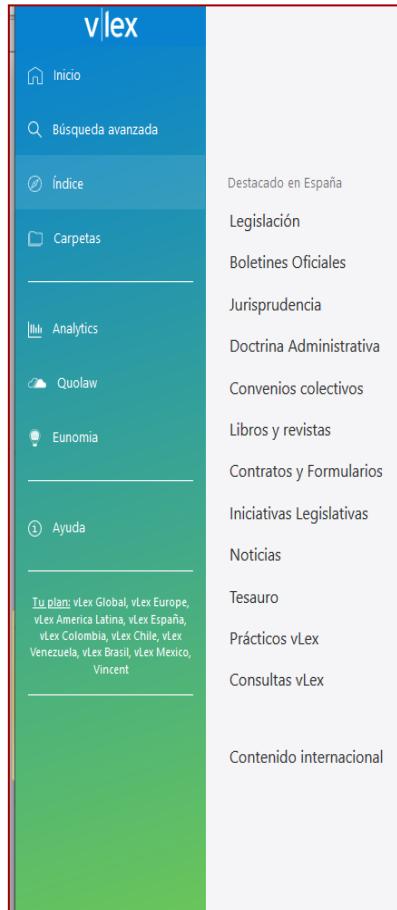 v|lex
Inicio
Búsqueda avanzada
Índice
Carpetas
Analytics
Quolaw
Eunomia
Ayuda
Tu plan: vLex Global, vLex Europe,
vLex America Latina, vLex España,
vLex Colombia, vLex Chile, vLex
Venezuela, vLex Brasil, vLex Mexico,
Vincent
Destacado en España
Legislación
Boletines Oficiales
Jurisprudencia
Doctrina Administrativa
Convenios colectivos
Libros y revistas
Contratos y Formularios
Iniciativas Legislativas
Noticias
Tesauro
Prácticos vLex
Consultas vLex
Contenido internacional